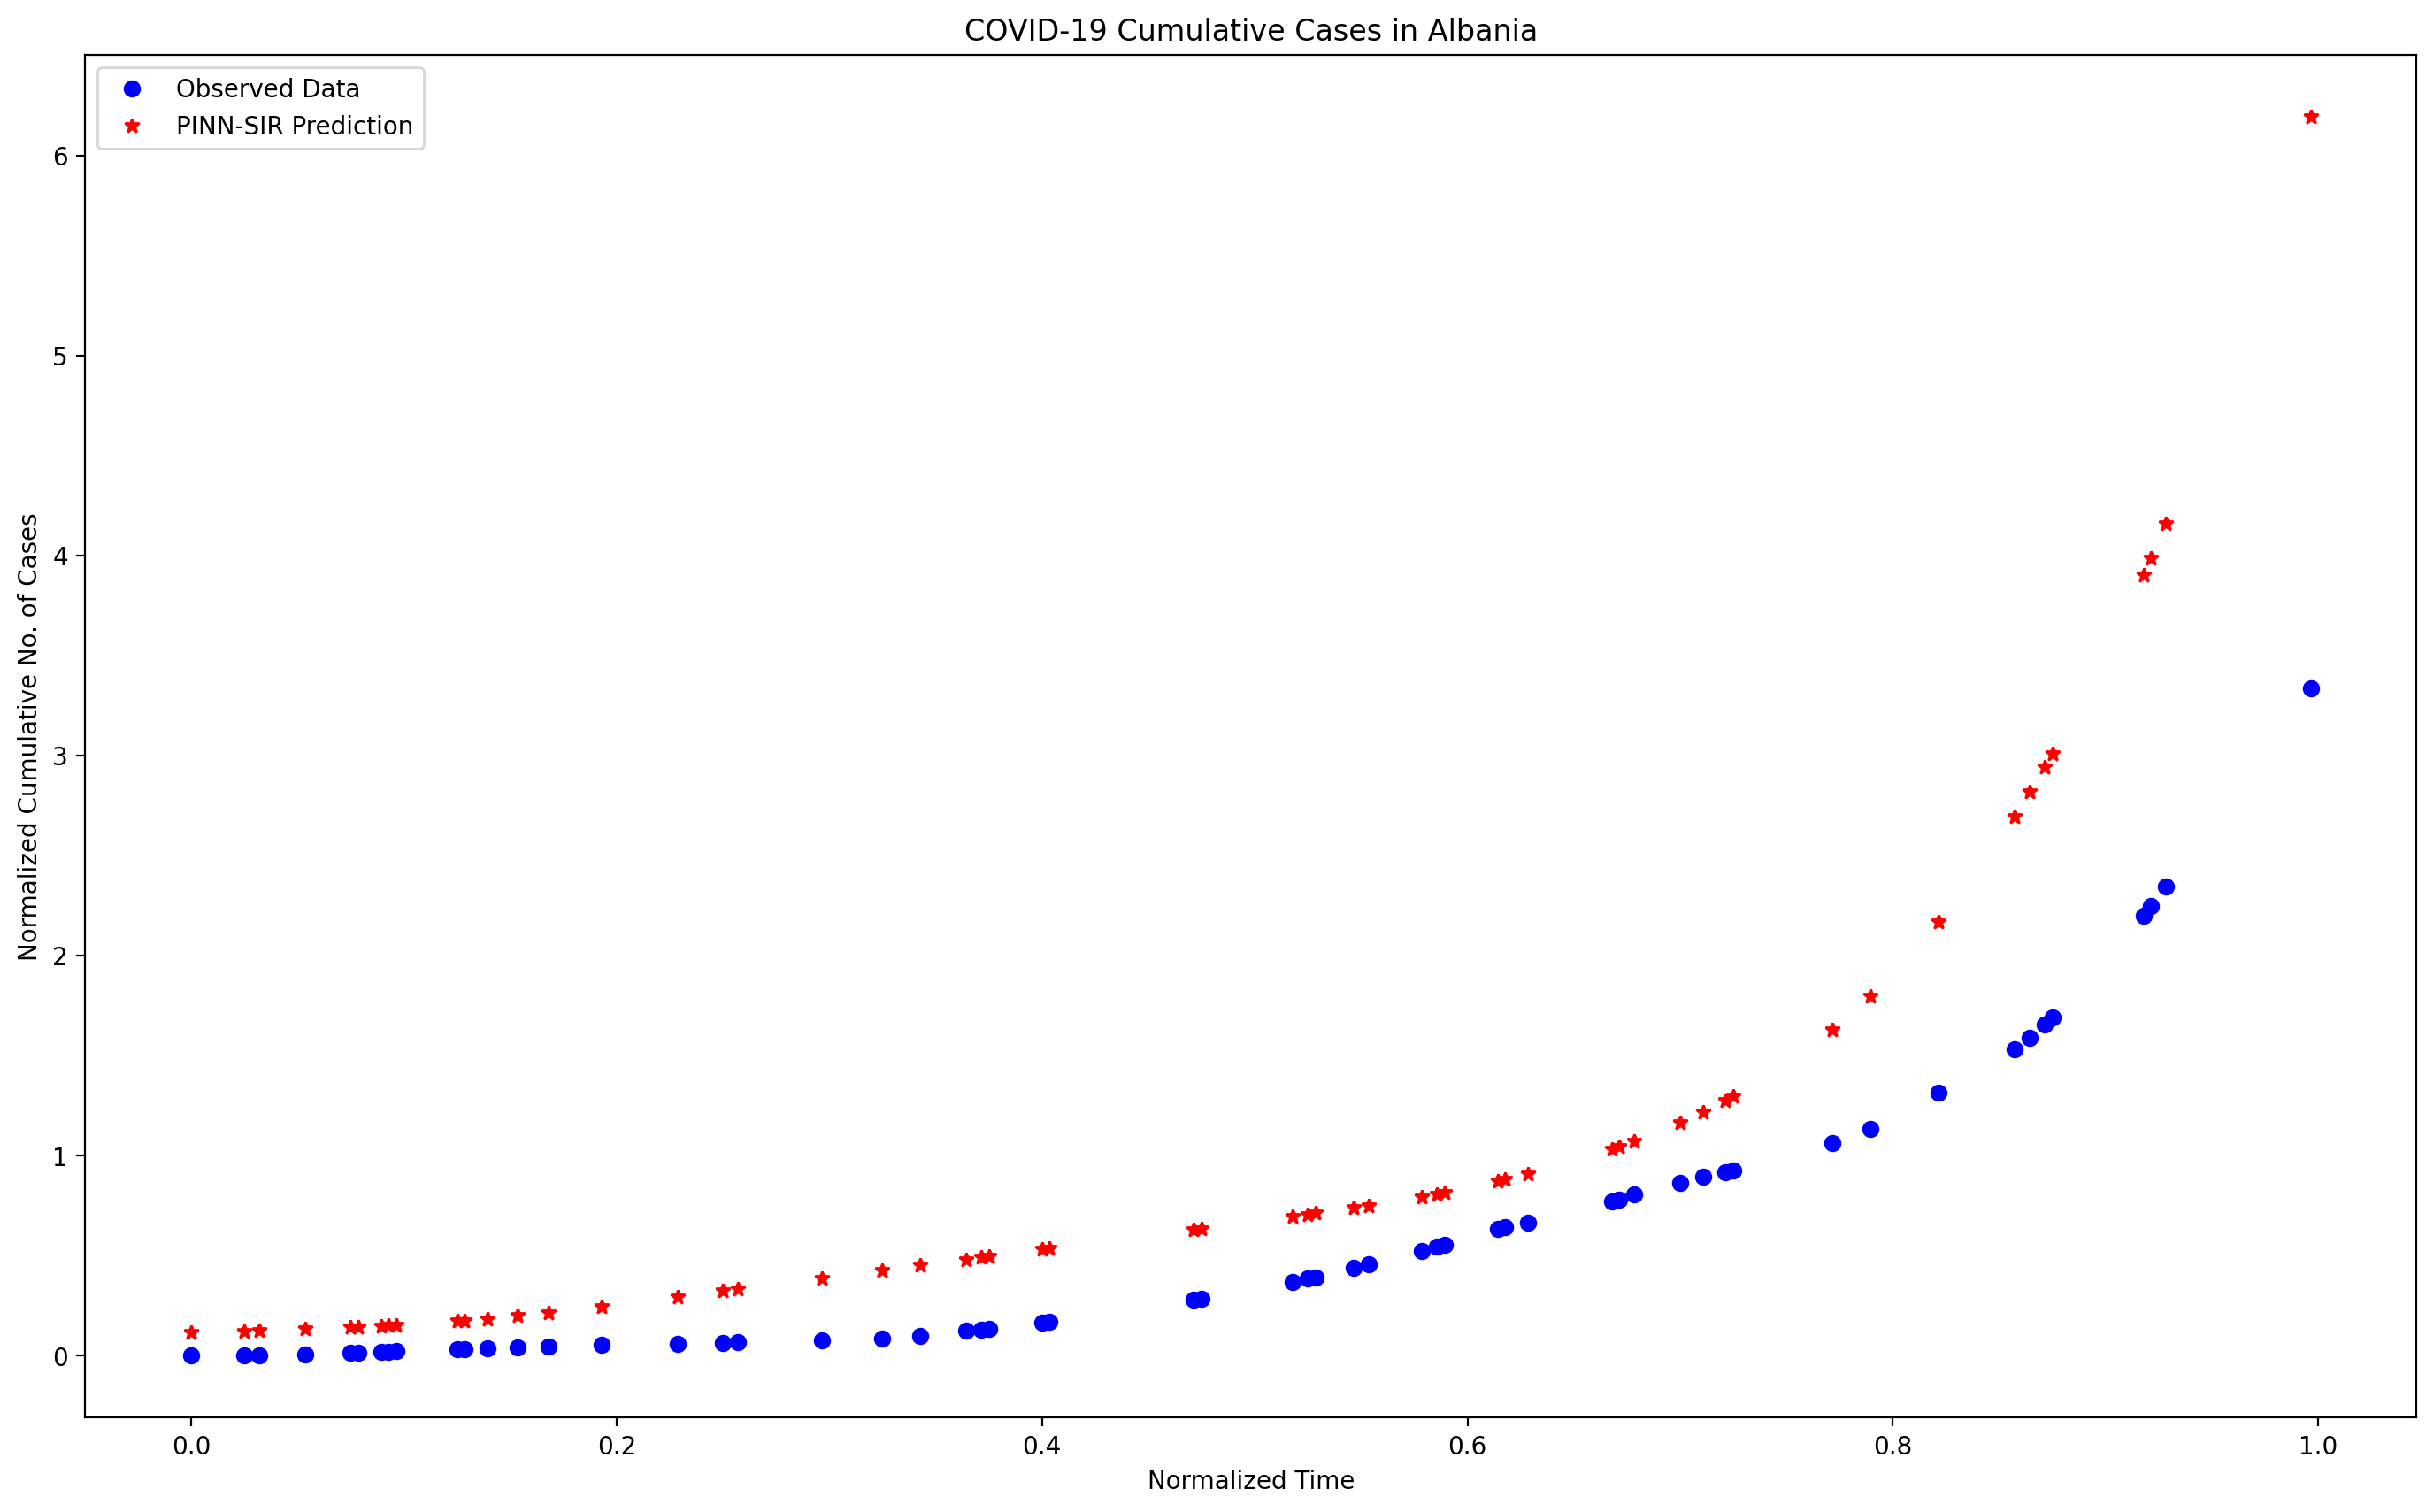 COVID-19 Cumulative Cases in Albania
Observed Data
PINN-SIR Prediction
Normalized Cumulative No. of Cases
6
5
4
3
2
1
0
0.0 0.2 0.4 0.6 0.8 1.0
Normalized Time